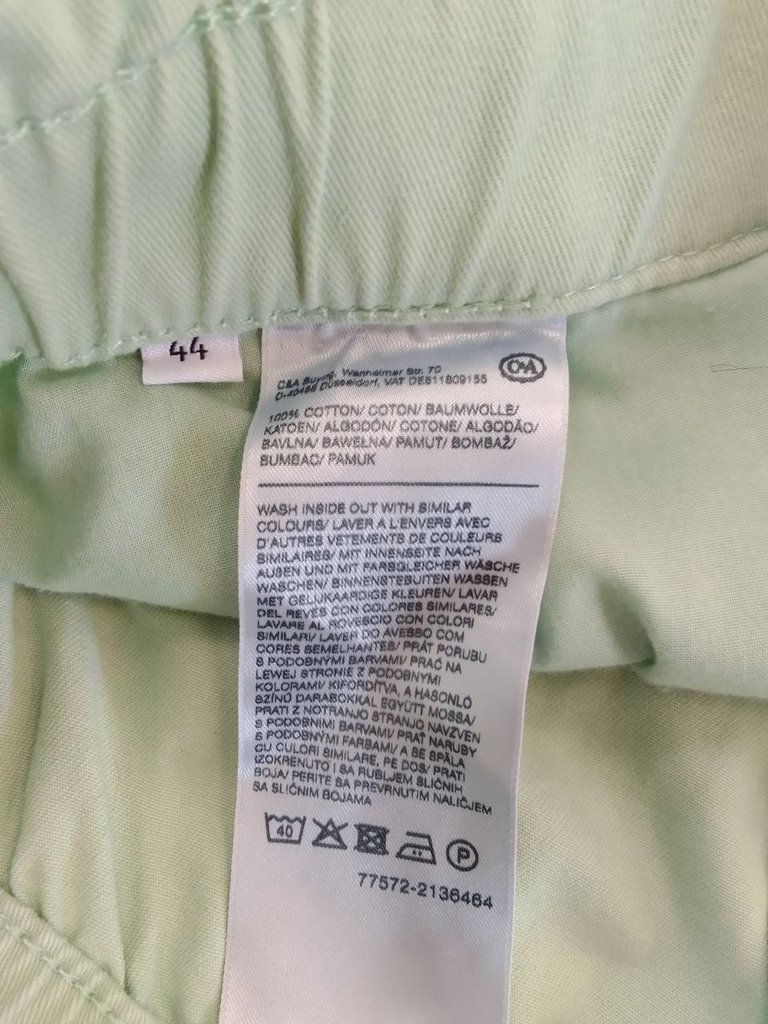 44
C&A
C&A Buying, Wanheimer Str. 70
D-40468 Düsseldorf, VAT DE811809155
100% COTTON/ COTON/ BAUMWOLLE/
KATOEN/ ALGODÓN/ COTONE/ ALGODÃO/
BAVLNA/ BAWEŁNA/ PAMUT/ BOMBAŽ/
BUMBAC/ PAMUK
WASH INSIDE OUT WITH SIMILAR
COLOURS/ LAVER A L'ENVERS AVEC
D'AUTRES VETEMENTS DE COULEURS
SIMILAIRES/ MIT INNENSEITE NACH
AUßEN UND MIT FARBGLEICHER WÄSCHE
WASCHEN/ BINNENSTEBUITEN WASSEN
MET GELIJKAARDIGE KLEUREN/ LAVAR
DEL REVÉS CON COLORES SIMILARES/
LAVARE AL ROVESCIO CON COLORI
SIMILARI/ LAVER DO AVESSO COM
CORES SEMELHANTES/ PRÁT PORUBU
S PODOBNÝMI BARVAMI/ PRAĆ NA
LEWEJ STRONIE Z PODOBNYMI
KOLORAMI/ KIFORDÍTVA, A HASONLÓ
SZÍNŰ DARABOKKAL EGYÜTT MOSSA/
PRATI Z NOTRANJO STRANJO NAVZVEN
S PODOBNIMI BARVAMI/ PRAŤ NARUBY
S PODOBNÝMI FARBAMI/ A SE SPĂLA
CU CULORI SIMILARE, PE DOS/ PRATI
IZOKRENUTO I SA RUBLJEM SLIČNIH
BOJA/ PERITE SA PREVRNUTIM NALIČJEM
SA SLIČNIM BOJAMA
40
P
77572-2136464